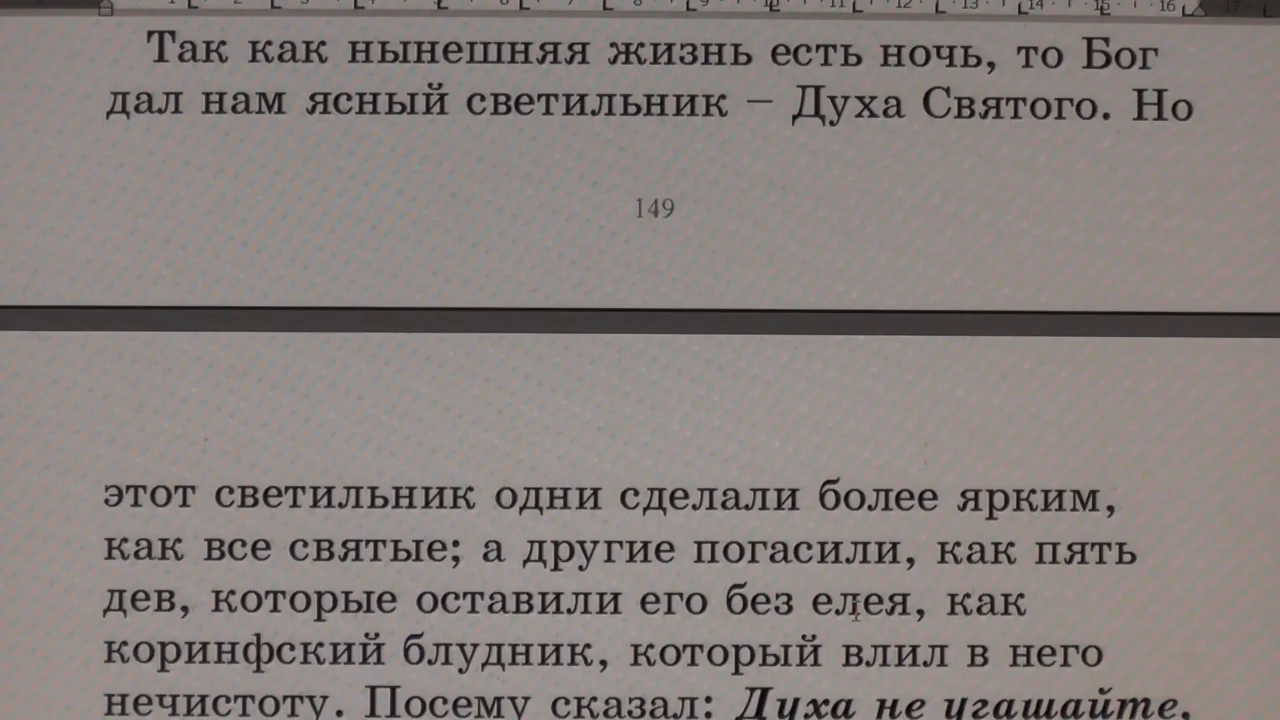 Так как нынешняя жизнь есть ночь, то Бог
дал нам ясный светильник – Духа Святого. Но
149
этот светильник одни сделали более ярким,
как все святые; а другие погасили, как пять
дев, которые оставили его без елея, как
коринфский блудник, который влил в него
нечистоту. Посему сказал: Духа не угашайте.